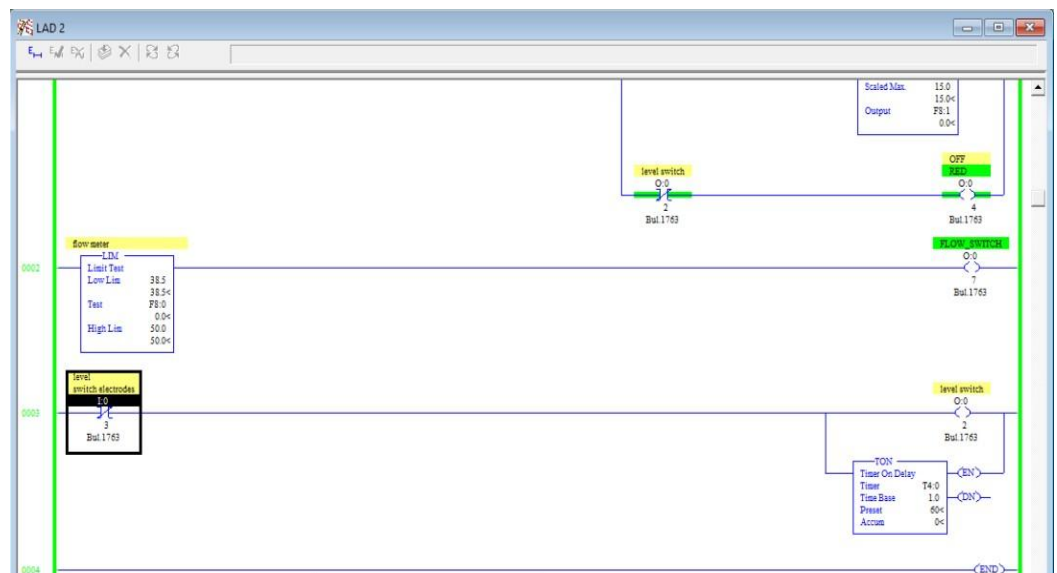 LAD 2
Scaled Max. 15.0
15.0<
Output F8:1
0.0<
level switch
O:0
2
Bul.1763
OFF
RED
O:0
4
Bul.1763
flow meter
LIM
0002
Limit Test
Low Lim 38.5
38.5<
Test F8:0
0.0<
High Lim 50.0
50.0<
FLOW_SWITCH
O:0
7
Bul.1763
level
switch electrodes
I:0
0003
3
Bul.1763
level switch
O:0
2
Bul.1763
TON
Timer On Delay
Timer T4:0
Time Base 1.0
Preset 60<
Accum 0<
EN
DN
0004
END